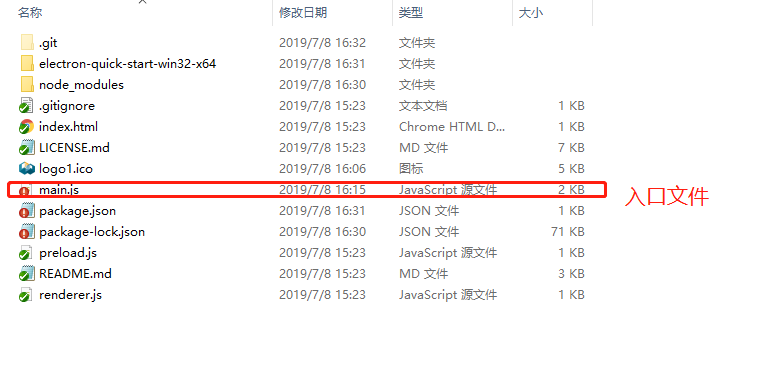 名称 修改日期 类型 大小
.git 2019/7/8 16:32 文件夹
electron-quick-start-win32-x64 2019/7/8 16:31 文件夹
node_modules 2019/7/8 16:30 文件夹
.gitignore 2019/7/8 15:23 文本文档 1 KB
index.html 2019/7/8 15:23 Chrome HTML D... 1 KB
LICENSE.md 2019/7/8 15:23 MD 文件 7 KB
logo1.ico 2019/7/8 16:06 图标 5 KB
main.js 2019/7/8 16:15 JavaScript 源文件 2 KB 入口文件
package.json 2019/7/8 16:31 JSON 文件 1 KB
package-lock.json 2019/7/8 16:30 JSON 文件 71 KB
preload.js 2019/7/8 15:23 JavaScript 源文件 1 KB
README.md 2019/7/8 15:23 MD 文件 3 KB
renderer.js 2019/7/8 15:23 JavaScript 源文件 1 KB